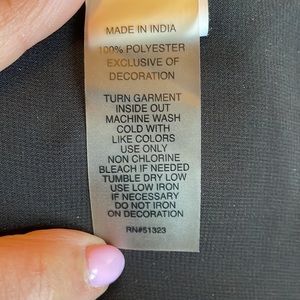 MADE IN INDIA
100% POLYESTER
EXCLUSIVE OF
DECORATION
TURN GARMENT
INSIDE OUT
MACHINE WASH
COLD WITH
LIKE COLORS
USE ONLY
NON CHLORINE
BLEACH IF NEEDED
TUMBLE DRY LOW
USE LOW IRON
IF NECESSARY
DO NOT IRON
ON DECORATION
RN#51323